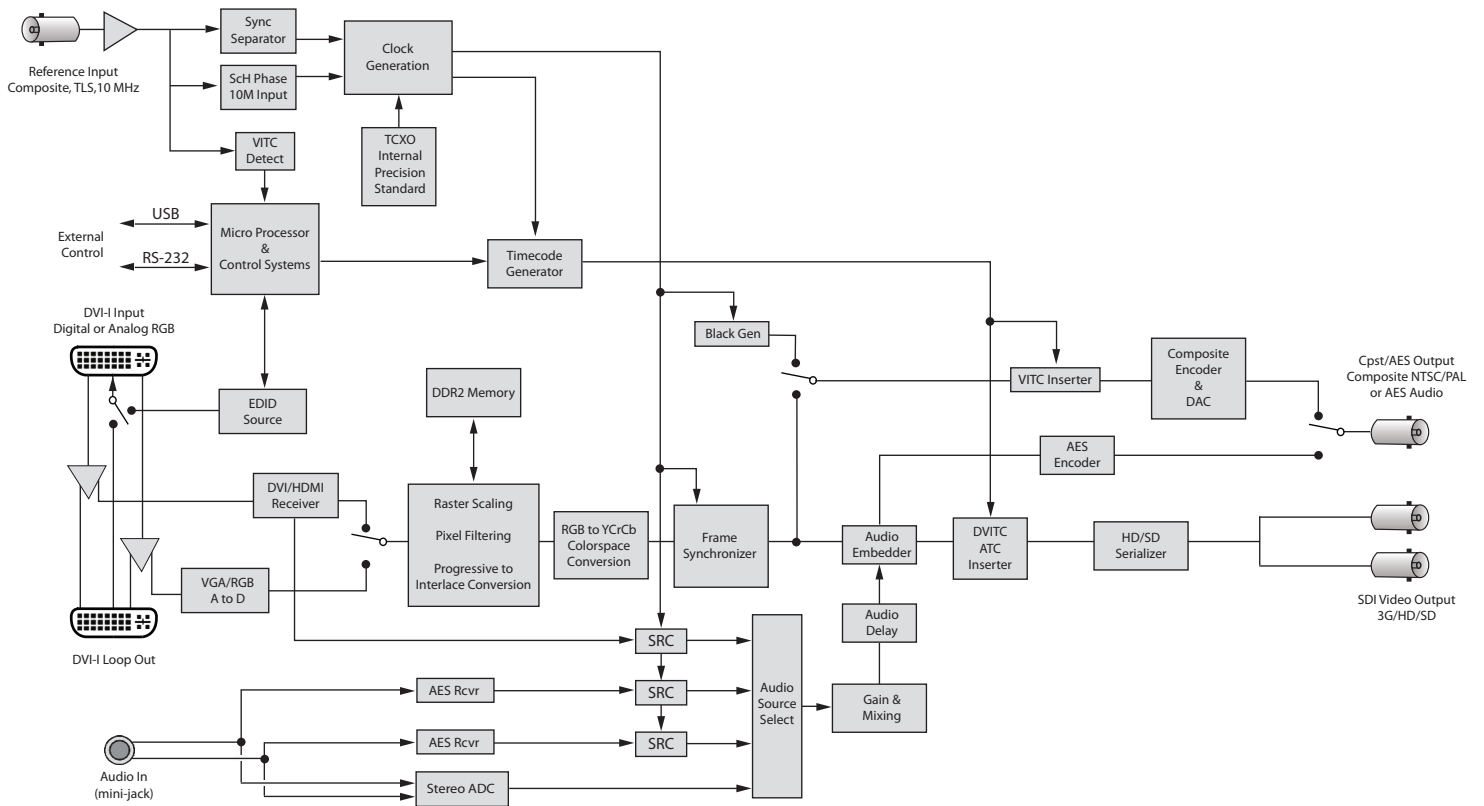 Reference Input
Composite, TLS,10 MHz
Sync
Separator
ScH Phase
10M Input
Clock
Generation
VITC
Detect
TCXO
Internal
Precision
Standard
External
Control
USB
RS-232
Micro Processor
&
Control Systems
Timecode
Generator
DVI-I Input
Digital or Analog RGB
EDID
Source
DDR2 Memory
Black Gen
VITC Inserter
Composite
Encoder
&
DAC
Cpst/AES Output
Composite NTSC/PAL
or AES Audio
AES
Encoder
DVI/HDMI
Receiver
VGA/RGB
A to D
Raster Scaling
Pixel Filtering
Progressive to
Interlace Conversion
RGB to YCrCb
Colorspace
Conversion
Frame
Synchronizer
Audio
Embedder
DVITC
ATC
Inserter
HD/SD
Serializer
SDI Video Output
3G/HD/SD
DVI-I Loop Out
Audio
Delay
SRC
AES Rcvr
SRC
AES Rcvr
SRC
Stereo ADC
Audio
Source
Select
Gain &
Mixing
Audio In
(mini-jack)